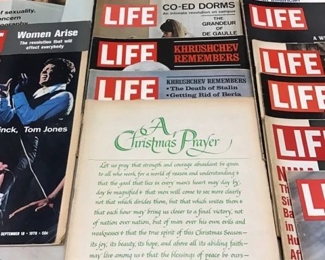 of sexuality,
Women Arise
The revolution that will
affect everybody
Tom Jones
SEPTEMBER
LIFE
CO-ED DORMS
An intimate revolution on campus
THE
GRANDEUR
OF
DE GAULLE
LIFE
KHRUSHCHEV
REMEMBERS
LIFE
KHRUSHCHEV REMEMBERS
• The Death of Stalin
• Getting Rid of Beria
A
Christmas Prayer
Let us pray that strength and courage abundant be given to
all who work for a world of reason and understanding • that
the good that lies in every man's heart may day by
day be magnified • that men will come to see more clearly
not that which divides them, but that which unites them •
that each hour may bring us closer to a final victory, not
of nation over nation, but of man over his own evils and
weaknesses • that the true spirit of this Christmas Season—
its joy, its beauty, its hope, and above all its abiding faith—
may live among us • that the blessings of peace be ours—
LIFE
LIFE
LIFE
LIFE
LIFE
LIFE